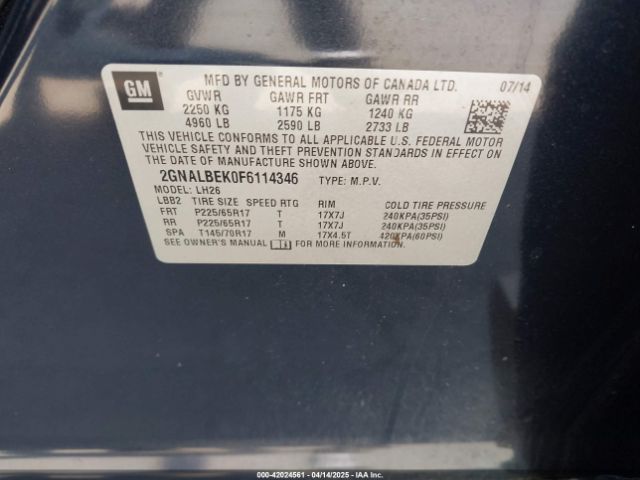 GM
MFD BY GENERAL MOTORS OF CANADA LTD. 07/14
GVWR GAWR FRT GAWR RR
2250 KG 1175 KG 1240 KG
4960 LB 2590 LB 2733 LB
THIS VEHICLE CONFORMS TO ALL APPLICABLE U.S. FEDERAL MOTOR
VEHICLE SAFETY AND THEFT PREVENTION STANDARDS IN EFFECT ON
THE DATE OF MANUFACTURE SHOWN ABOVE.
2GNALBEK0F6114346 TYPE: M.P.V.
MODEL: LH26
LBB2 TIRE SIZE SPEED RTG RIM COLD TIRE PRESSURE
FRT P225/65R17 T 17X7J 240KPA(35PSI)
RR P225/65R17 T 17X7J 240KPA(35PSI)
SPA T145/70R17 M 17X4.5T 420KPA(60PSI)
SEE OWNER'S MANUAL FOR MORE INFORMATION.
000-42024561 - 04/14/2025 - IAAI.COM